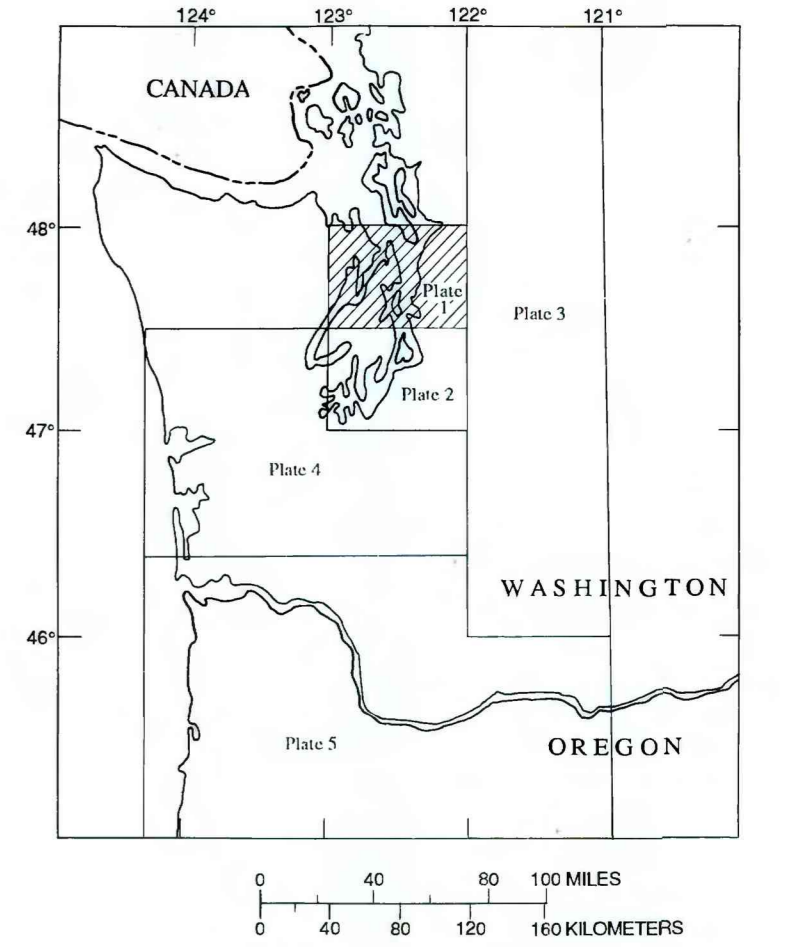 124° 123° 122° 121°
CANADA
48°
Plate
1
Plate 3
Plate 2
47°
Plate 4
WASHINGTON
46°
Plate 5
OREGON
0 40 80 100 MILES
0 40 80 120 160 KILOMETERS